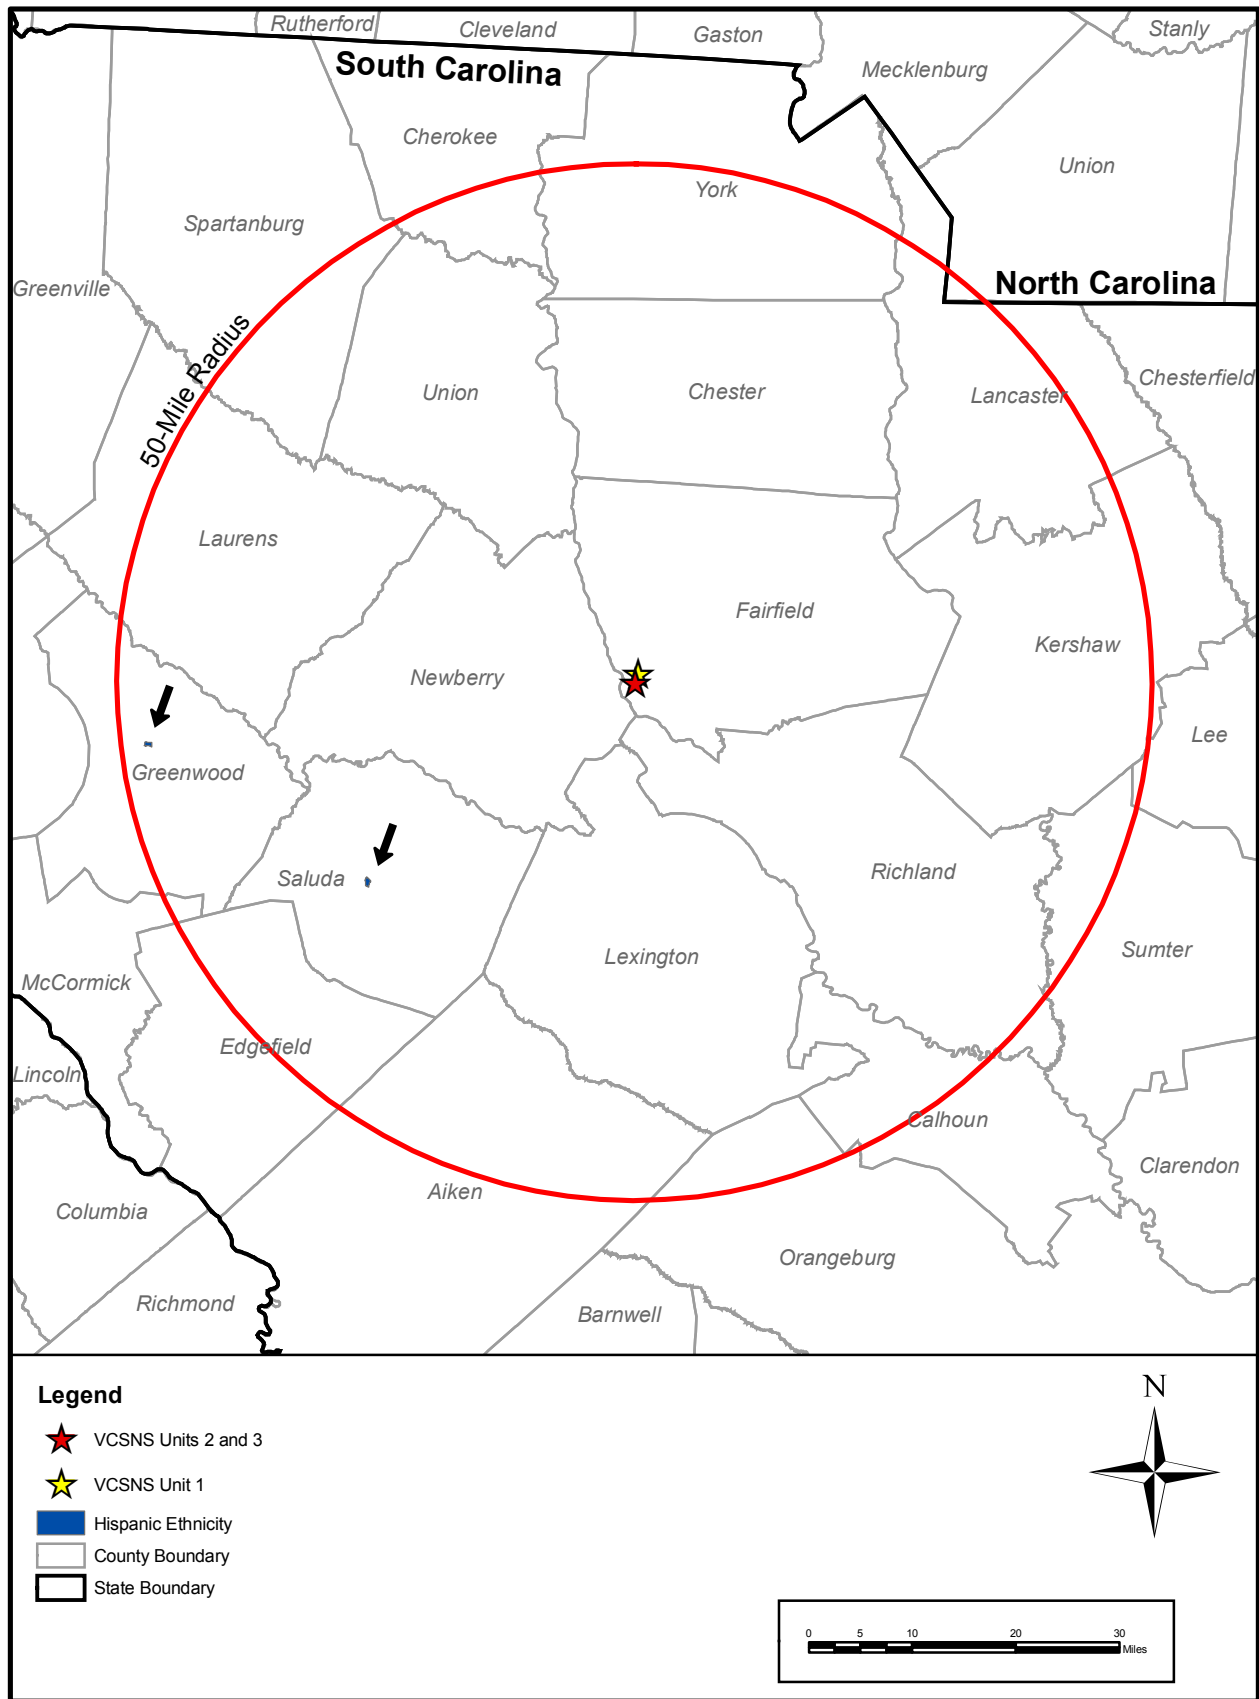 Rutherford
Cleveland
Gaston
Stanly
South Carolina
Mecklenburg
Cherokee
Union
York
Spartanburg
Greenville
North Carolina
50-Mile Radius
Union
Chester
Lancaster
Chesterfield
Laurens
Fairfield
Kershaw
Newberry
Lee
Greenwood
Saluda
Richland
Lexington
Sumter
McCormick
Edgefield
Lincoln
Calhoun
Clarendon
Aiken
Columbia
Orangeburg
Richmond
Barnwell
Legend
VCSNS Units 2 and 3
VCSNS Unit 1
Hispanic Ethnicity
County Boundary
State Boundary
N
0 5 10 20 30
Miles